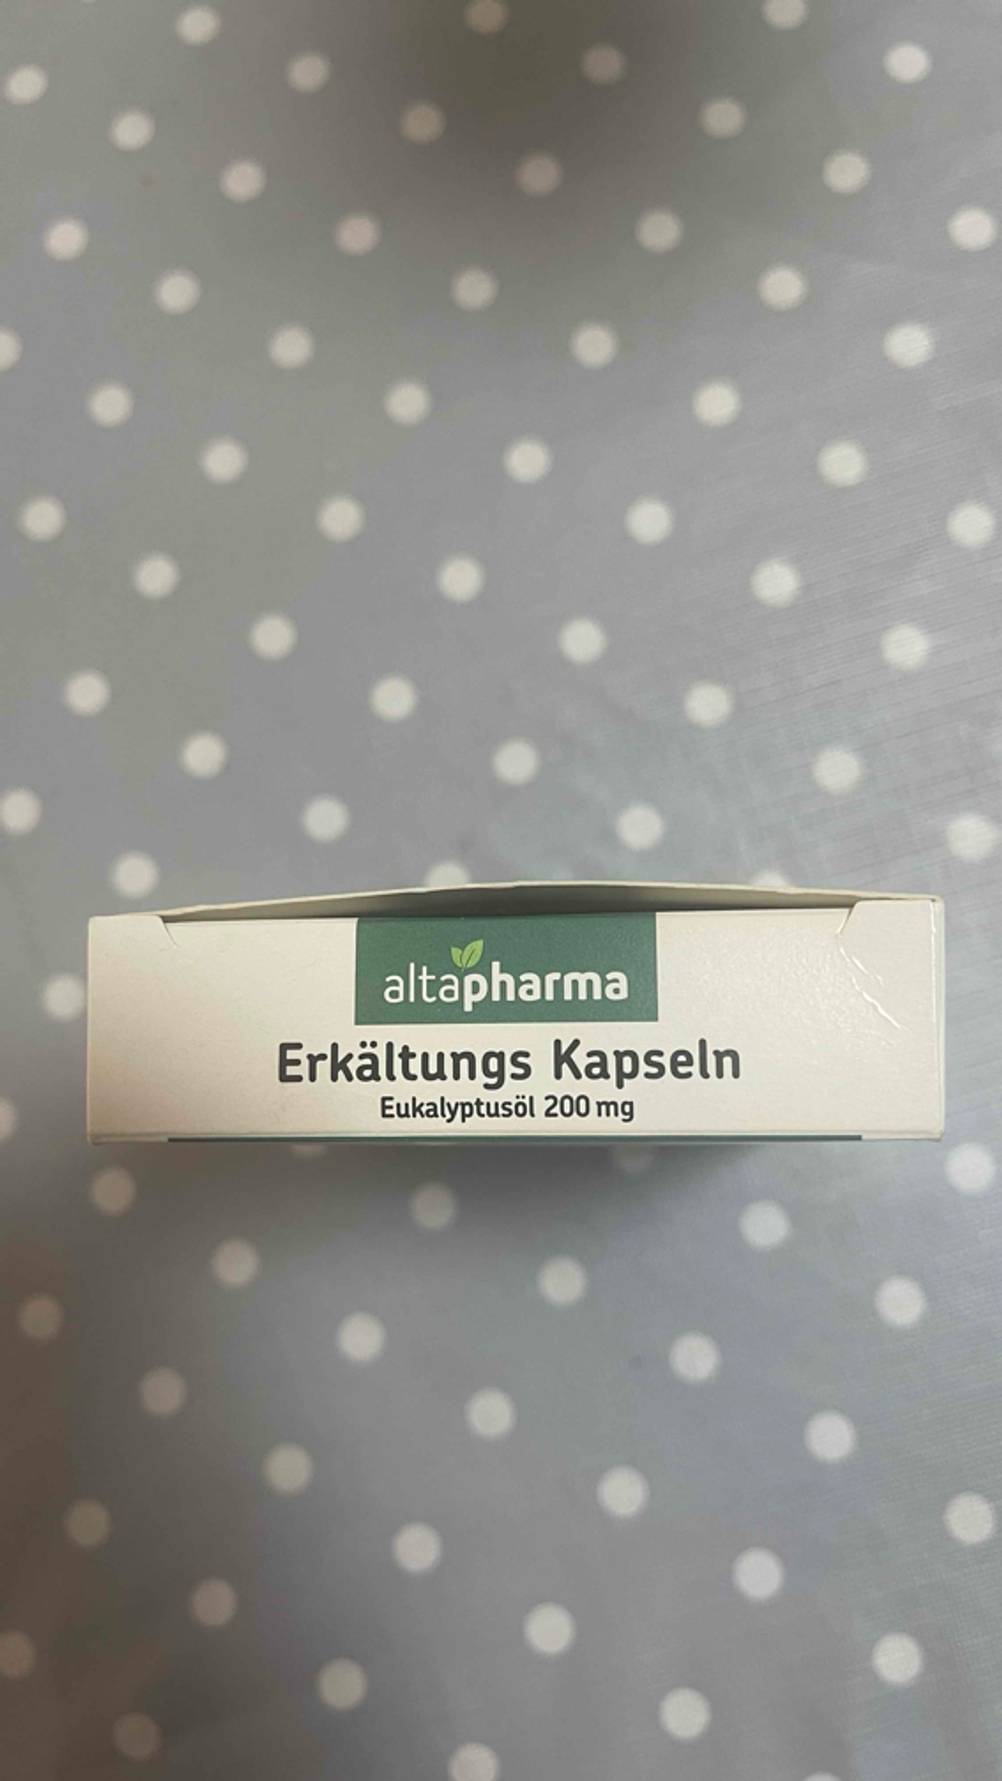 altapharma
Erkältungs Kapseln
Eukalyptusöl 200 mg